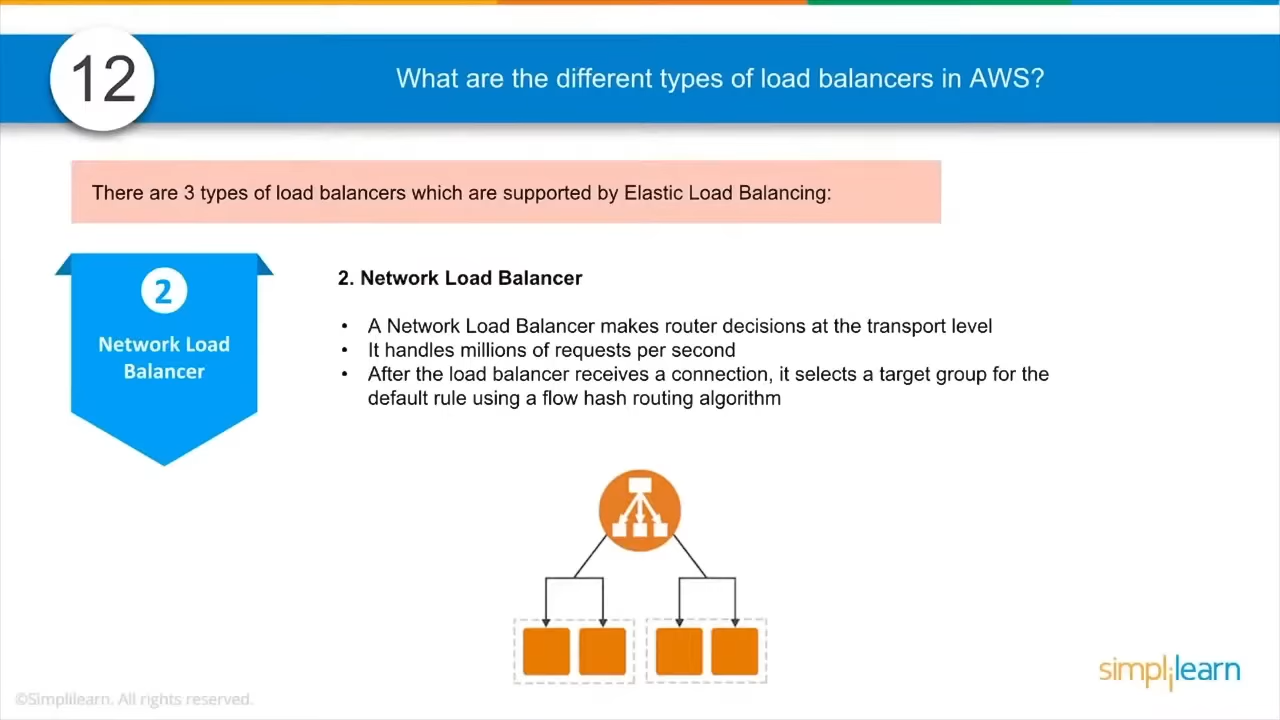 12
What are the different types of load balancers in AWS?
There are 3 types of load balancers which are supported by Elastic Load Balancing:
2
Network Load
Balancer
2. Network Load Balancer
• A Network Load Balancer makes router decisions at the transport level
• It handles millions of requests per second
• After the load balancer receives a connection, it selects a target group for the
default rule using a flow hash routing algorithm
simplilearn
©Simplilearn. All rights reserved.